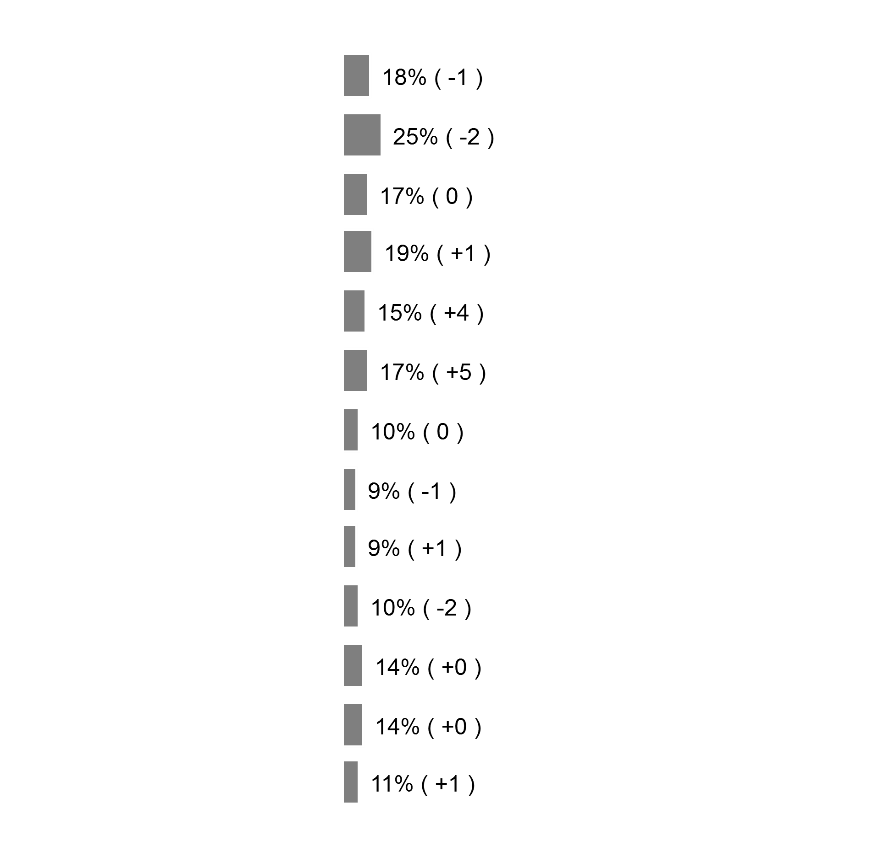 18% ( -1 )
25% ( -2 )
17% ( 0 )
19% ( +1 )
15% ( +4 )
17% ( +5 )
10% ( 0 )
9% ( -1 )
9% ( +1 )
10% ( -2 )
14% ( +0 )
14% ( +0 )
11% ( +1 )